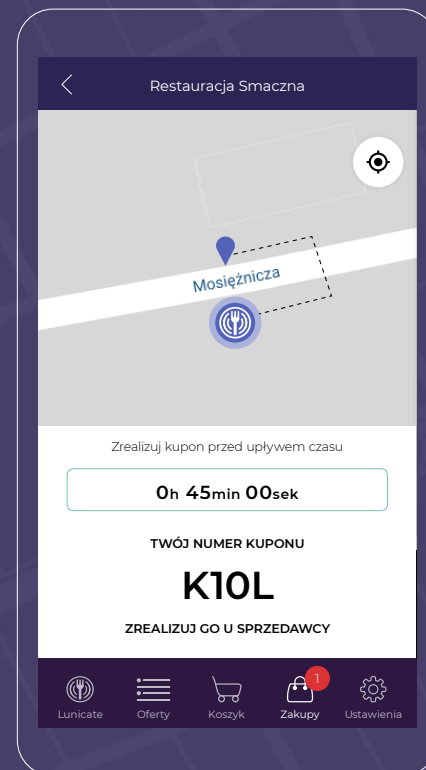 Restauracja Smaczna
Mosiężnicza
Zrealizuj kupon przed upływem czasu
0h 45min 00sek
TWÓJ NUMER KUPONU
K10L
ZREALIZUJ GO U SPRZEDAWCY
1
Lunicate Oferty Koszyk Zakupy Ustawienia